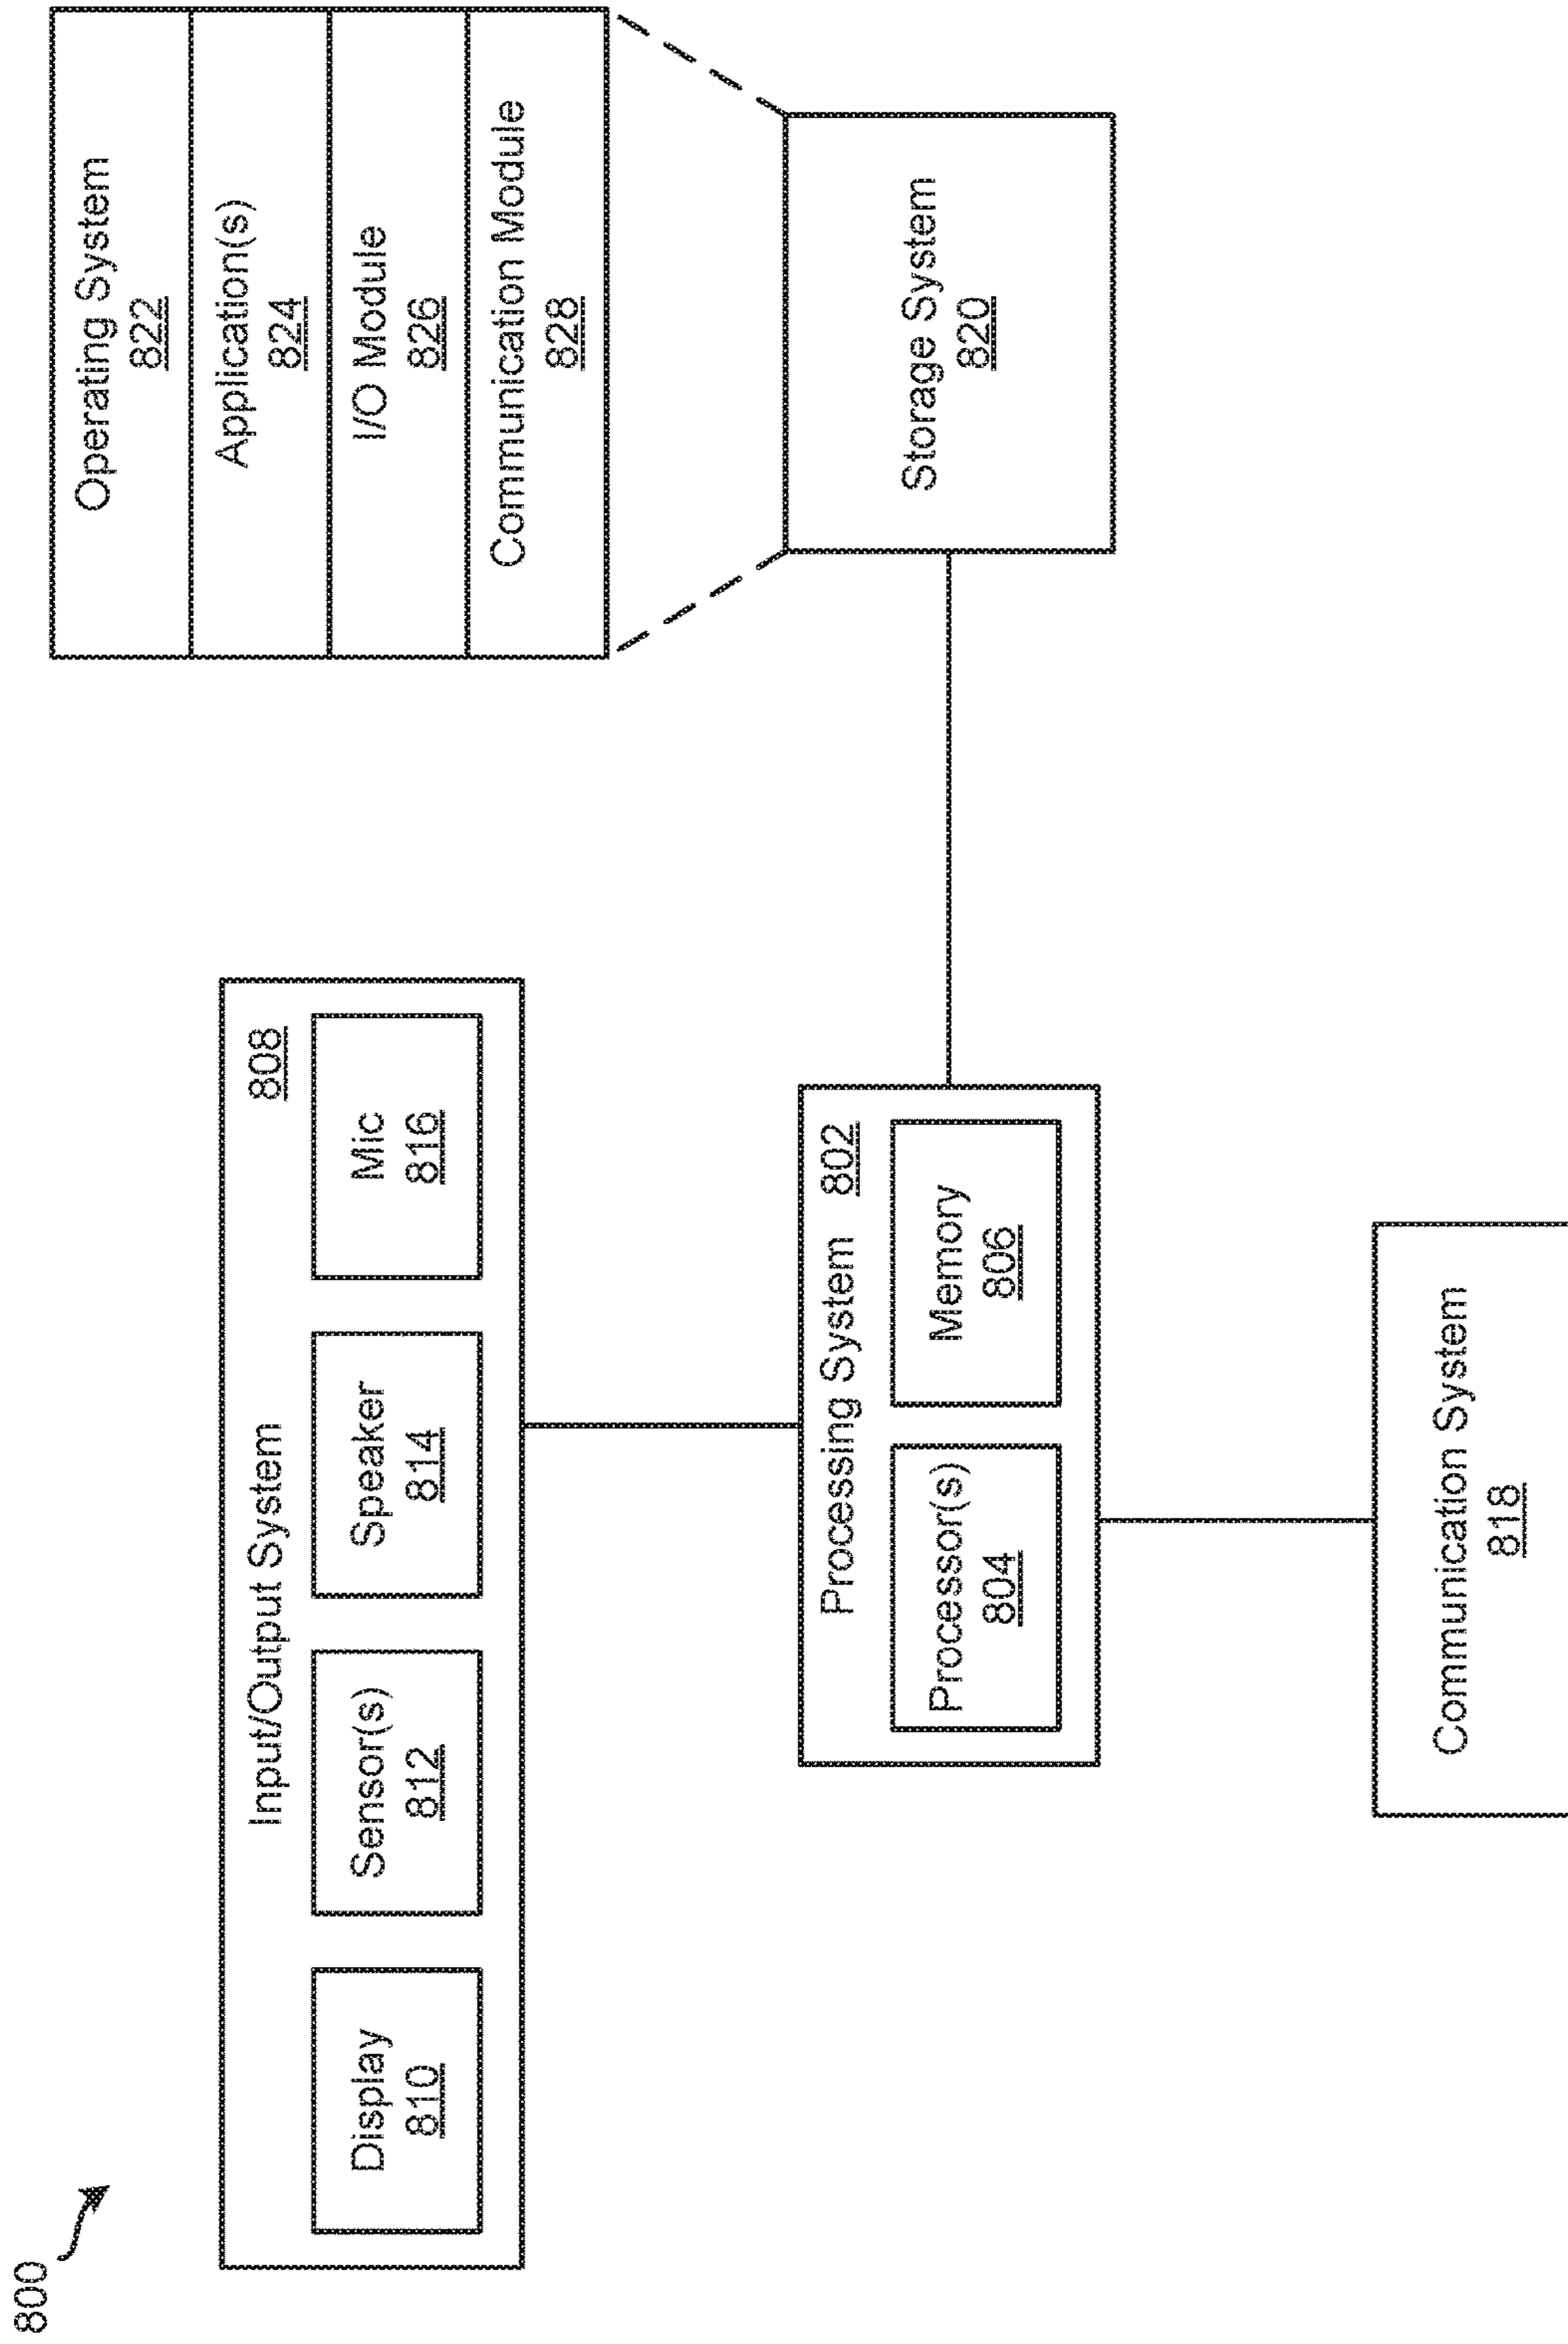 800
Input/Output System
808
Display
810
Sensor(s)
812
Speaker
814
Mic
816
Processing System
802
Processor(s)
804
Memory
806
Communication System
818
Storage System
820
Operating System
822
Application(s)
824
I/O Module
826
Communication Module
828